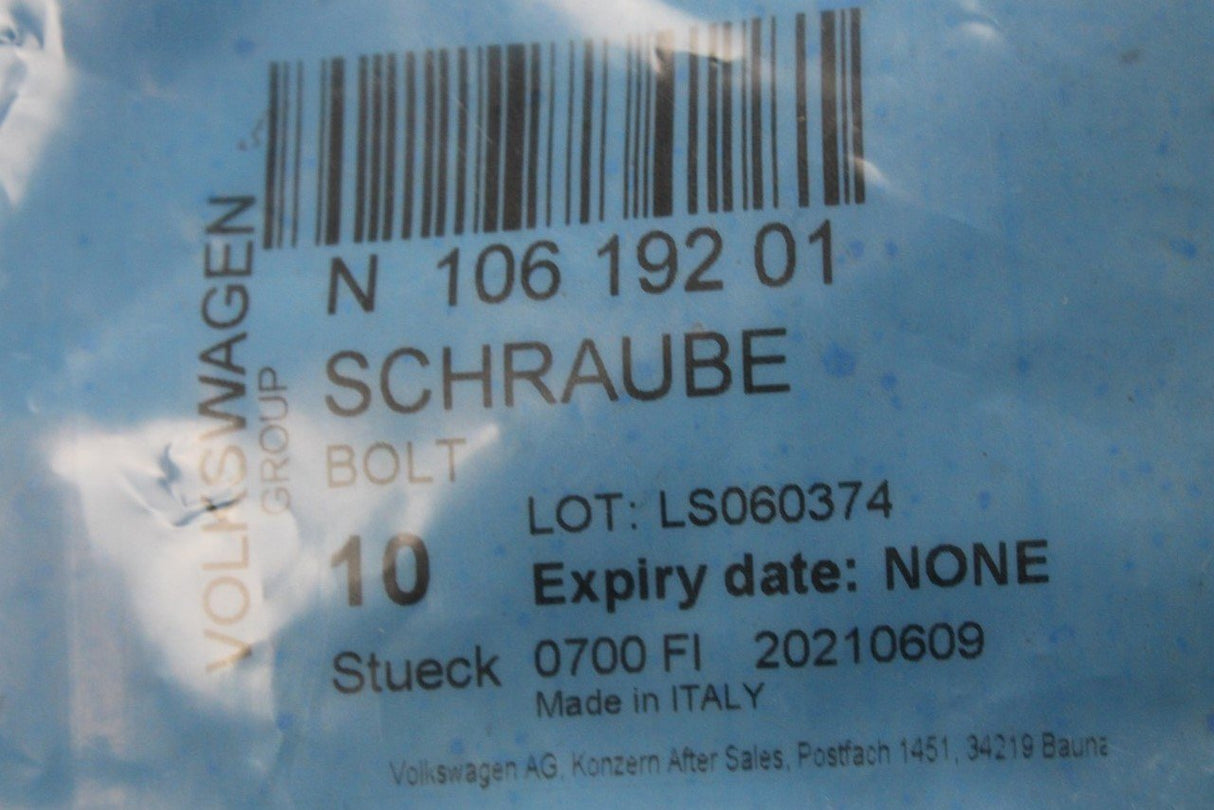 VOLKSWAGEN
GROUP
N 106 192 01
SCHRAUBE
BOLT
LOT: LS060374
10
Expiry date: NONE
Stueck
0700 FI 20210609
Made in ITALY
Volkswagen AG, Konzern After Sales, Postfach 1451, 34219 Bauna